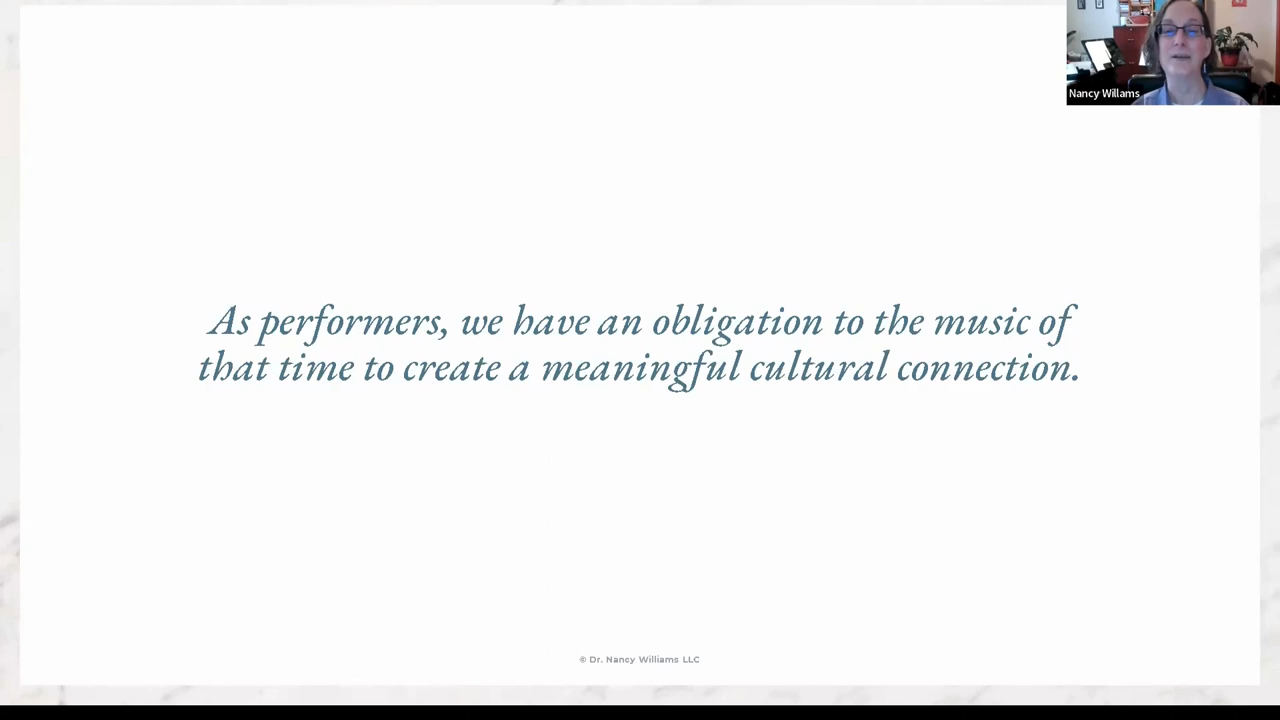 Nancy Willams
As performers, we have an obligation to the music of
that time to create a meaningful cultural connection.
© Dr. Nancy Williams LLC